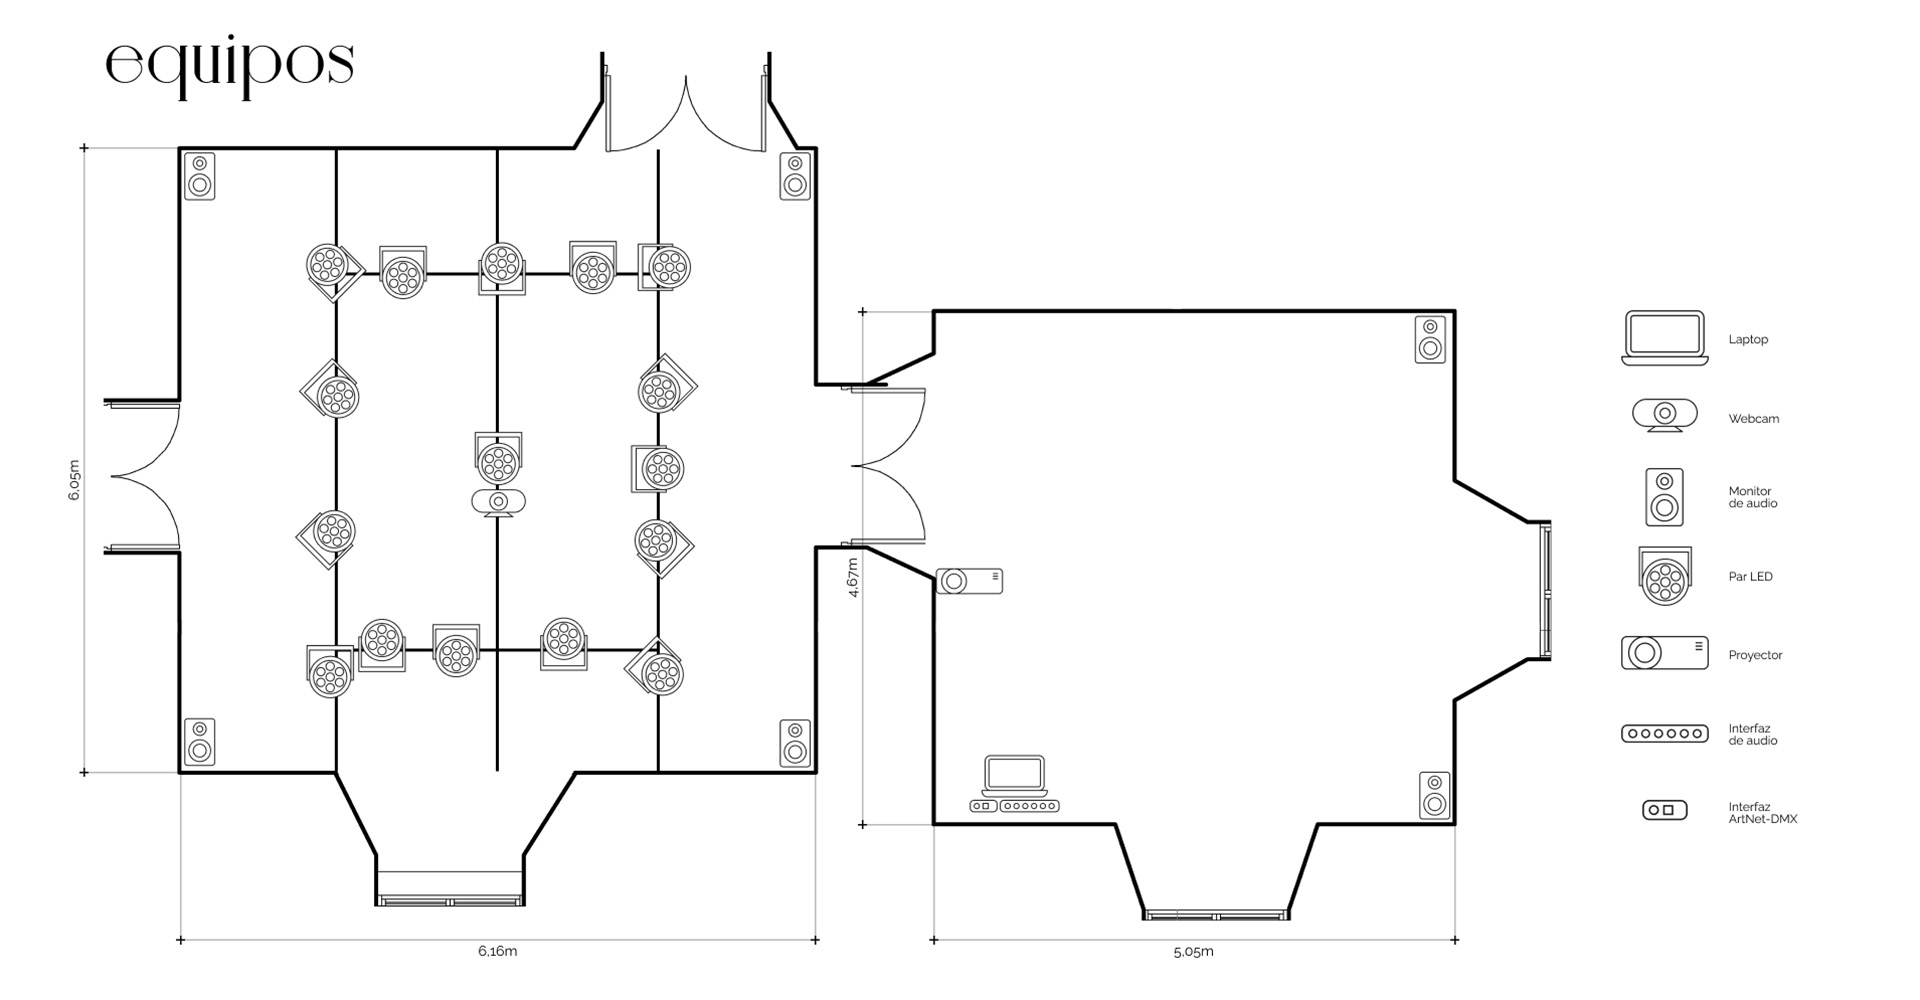 equipos
6,05m
6,16m
4,67m
5,05m
Laptop
Webcam
Monitor
de audio
Par LED
Proyector
Interfaz
de audio
Interfaz
ArtNet-DMX